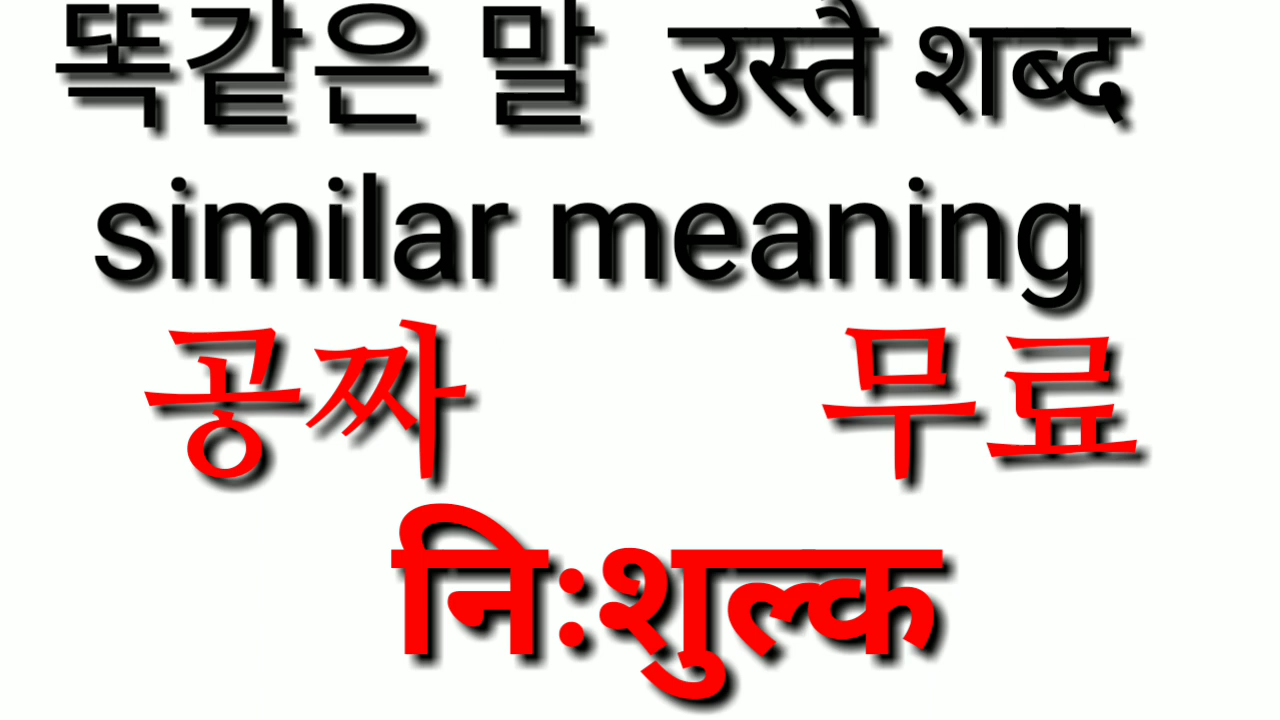 똑같은 말 उस्तै शब्द
similar meaning
공짜 무료
नि:शुल्क